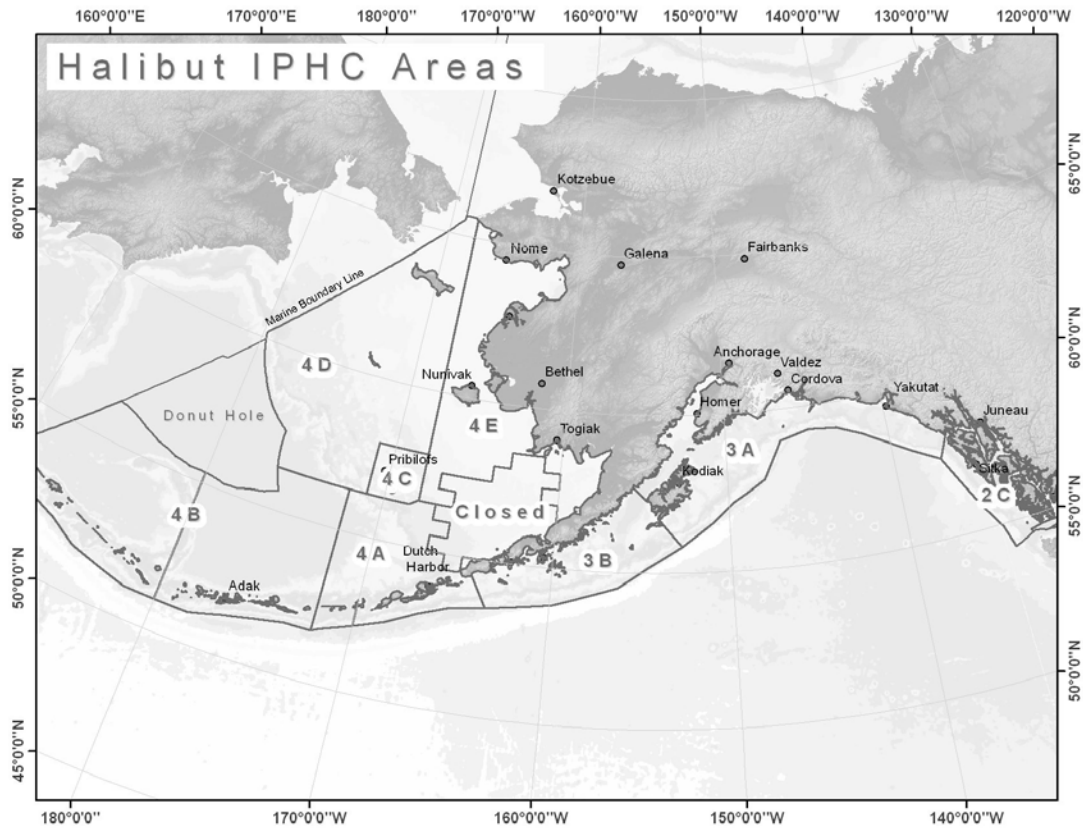 160°0'0"E
170°0'0"E
180°0'0"
170°0'0"W
160°0'0"W
150°0'0"W
140°0'0"W
130°0'0"W
120°0'0"W
Halibut IPHC Areas
65°0'0"N
60°0'0"N
Kotzebue
Nome
Galena
Fairbanks
Marine Boundary Line
60°0'0"N
4 D
Anchorage
Valdez
Nunivak
Bethel
Cordova
Yakutat
55°0'0"N
Donut Hole
Homer
Juneau
4 E
Togiak
3 A
Pribilofs
Kodiak
Sitka
4 C
2 C
55°0'0"N
4 B
Closed
4 A
Dutch
Harbor
3 B
50°0'0"N
Adak
50°0'0"N
45°0'0"N
180°0'0"
170°0'0"W
160°0'0"W
150°0'0"W
140°0'0"W